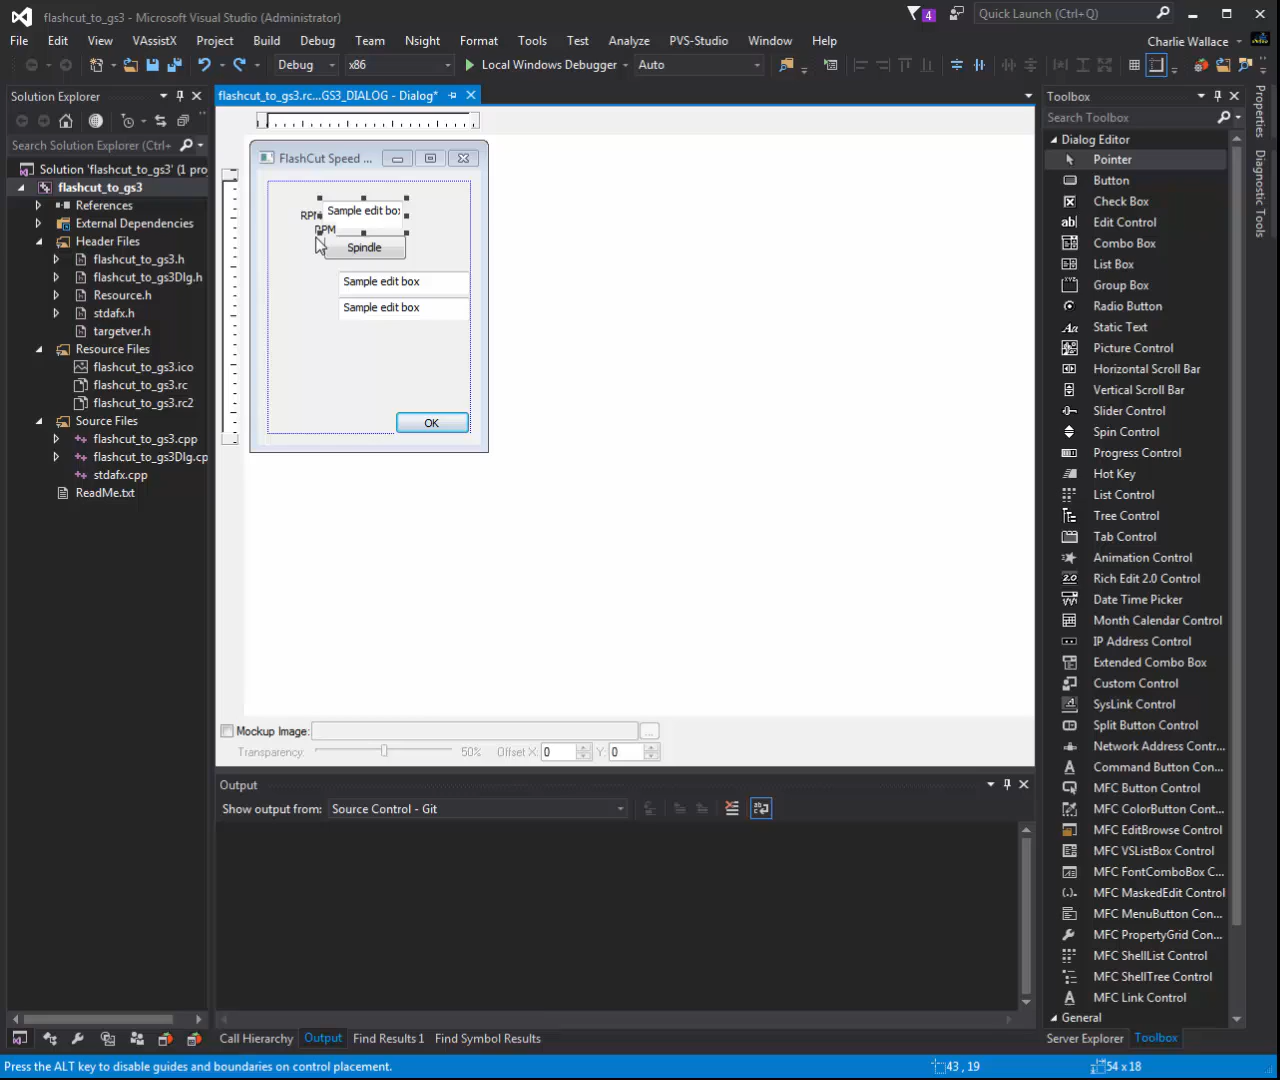 flashcut_to_gs3 - Microsoft Visual Studio (Administrator)
4
Quick Launch (Ctrl+Q)
File Edit View VAssistX Project Build Debug Team Nsight Format Tools Test Analyze PVS-Studio Window Help
Charlie Wallace
Debug x86 Local Windows Debugger Auto
Solution Explorer
Search Solution Explorer (Ctrl+
Solution 'flashcut_to_gs3' (1 pro
flashcut_to_gs3
References
External Dependencies
Header Files
flashcut_to_gs3.h
flashcut_to_gs3Dlg.h
Resource.h
stdafx.h
targetver.h
Resource Files
flashcut_to_gs3.ico
flashcut_to_gs3.rc
flashcut_to_gs3.rc2
Source Files
flashcut_to_gs3.cpp
flashcut_to_gs3Dlg.cp
stdafx.cpp
ReadMe.txt
flashcut_to_gs3.rc...GS3_DIALOG - Dialog*
FlashCut Speed ...
RPM
Sample edit box
RPM
Spindle
Sample edit box
Sample edit box
OK
Mockup Image:
...
Transparency: 50% Offset X: 0 Y: 0
Output
Show output from: Source Control - Git
Call Hierarchy Output Find Results 1 Find Symbol Results
Toolbox
Search Toolbox
Dialog Editor
Pointer
Button
Check Box
Edit Control
Combo Box
List Box
Group Box
Radio Button
Static Text
Picture Control
Horizontal Scroll Bar
Vertical Scroll Bar
Slider Control
Spin Control
Progress Control
Hot Key
List Control
Tree Control
Tab Control
Animation Control
Rich Edit 2.0 Control
Date Time Picker
Month Calendar Control
IP Address Control
Extended Combo Box
Custom Control
SysLink Control
Split Button Control
Network Address Contr...
Command Button Con...
MFC Button Control
MFC ColorButton Cont...
MFC EditBrowse Control
MFC VSListBox Control
MFC FontComboBox C...
MFC MaskedEdit Control
MFC MenuButton Con...
MFC PropertyGrid Con...
MFC ShellList Control
MFC ShellTree Control
MFC Link Control
General
Server Explorer Toolbox
Properties
Diagnostic Tools
Press the ALT key to disable guides and boundaries on control placement.
43 , 19
54 x 18